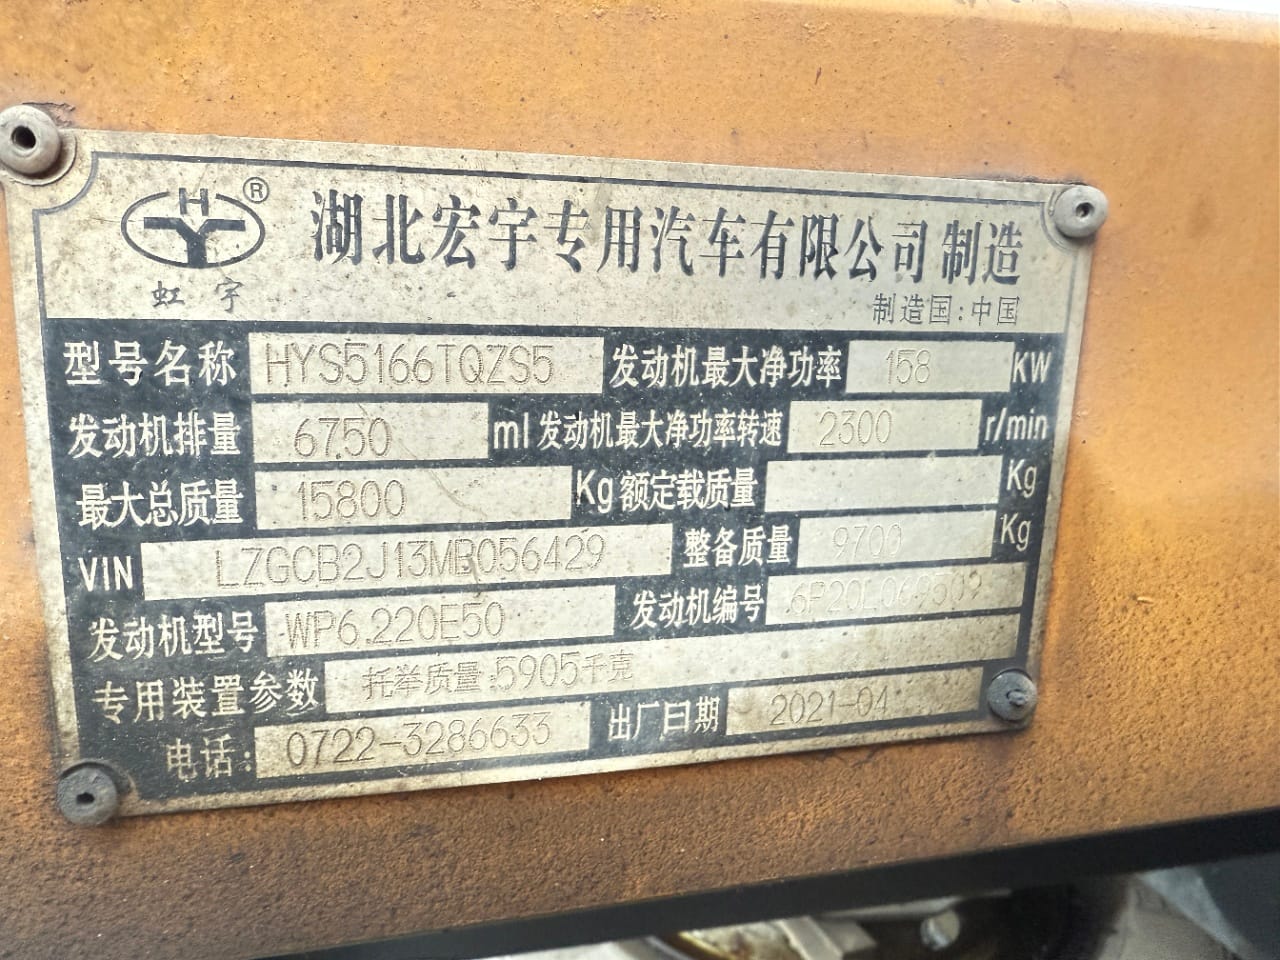 H ®
虹宇
湖北宏宇专用汽车有限公司 制造
制造国:中国
型号名称 HYS5166TQZS5 发动机最大净功率 158 KW
发动机排量 6750 ml 发动机最大净功率转速 2300 r/min
最大总质量 15800 Kg 额定载质量 Kg
VIN LZGCB2J13MB056429 整备质量 9700 Kg
发动机型号 WP6.220E50 发动机编号
专用装置参数 托举质量:5905千克
电话: 0722-3286633 出厂日期 2021-04